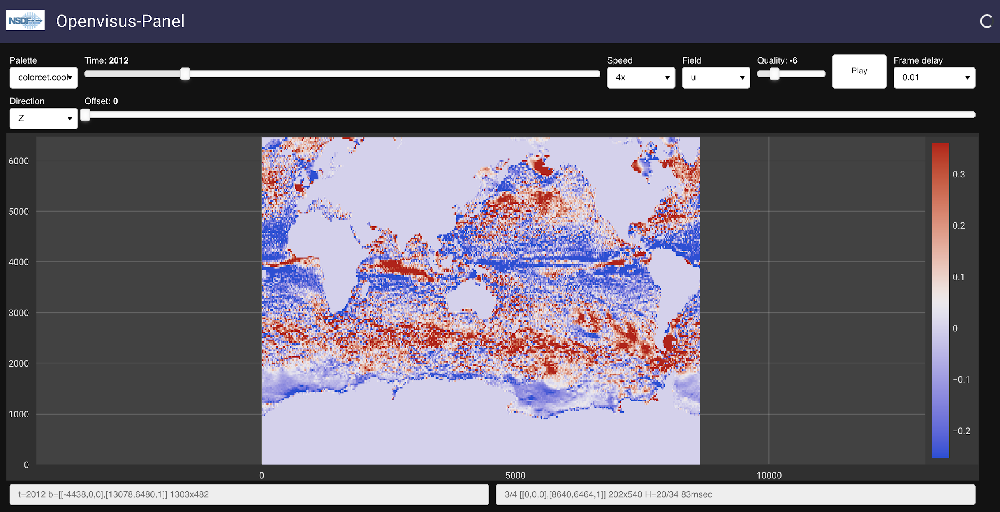 NSDF
Openvisus-Panel
Palette
Time: 2012
Speed
Field
Quality: -6
Play
Frame delay
colorcet.cool
4x
u
0.01
Direction
Offset: 0
Z
6000
5000
4000
3000
2000
1000
0
0
5000
10000
0.3
0.2
0.1
0
−0.1
−0.2
t=2012 b=[[-4438,0,0],[13078,6480,1]] 1303x482
3/4 [[0,0,0],[8640,6464,1]] 202x540 H=20/34 83msec